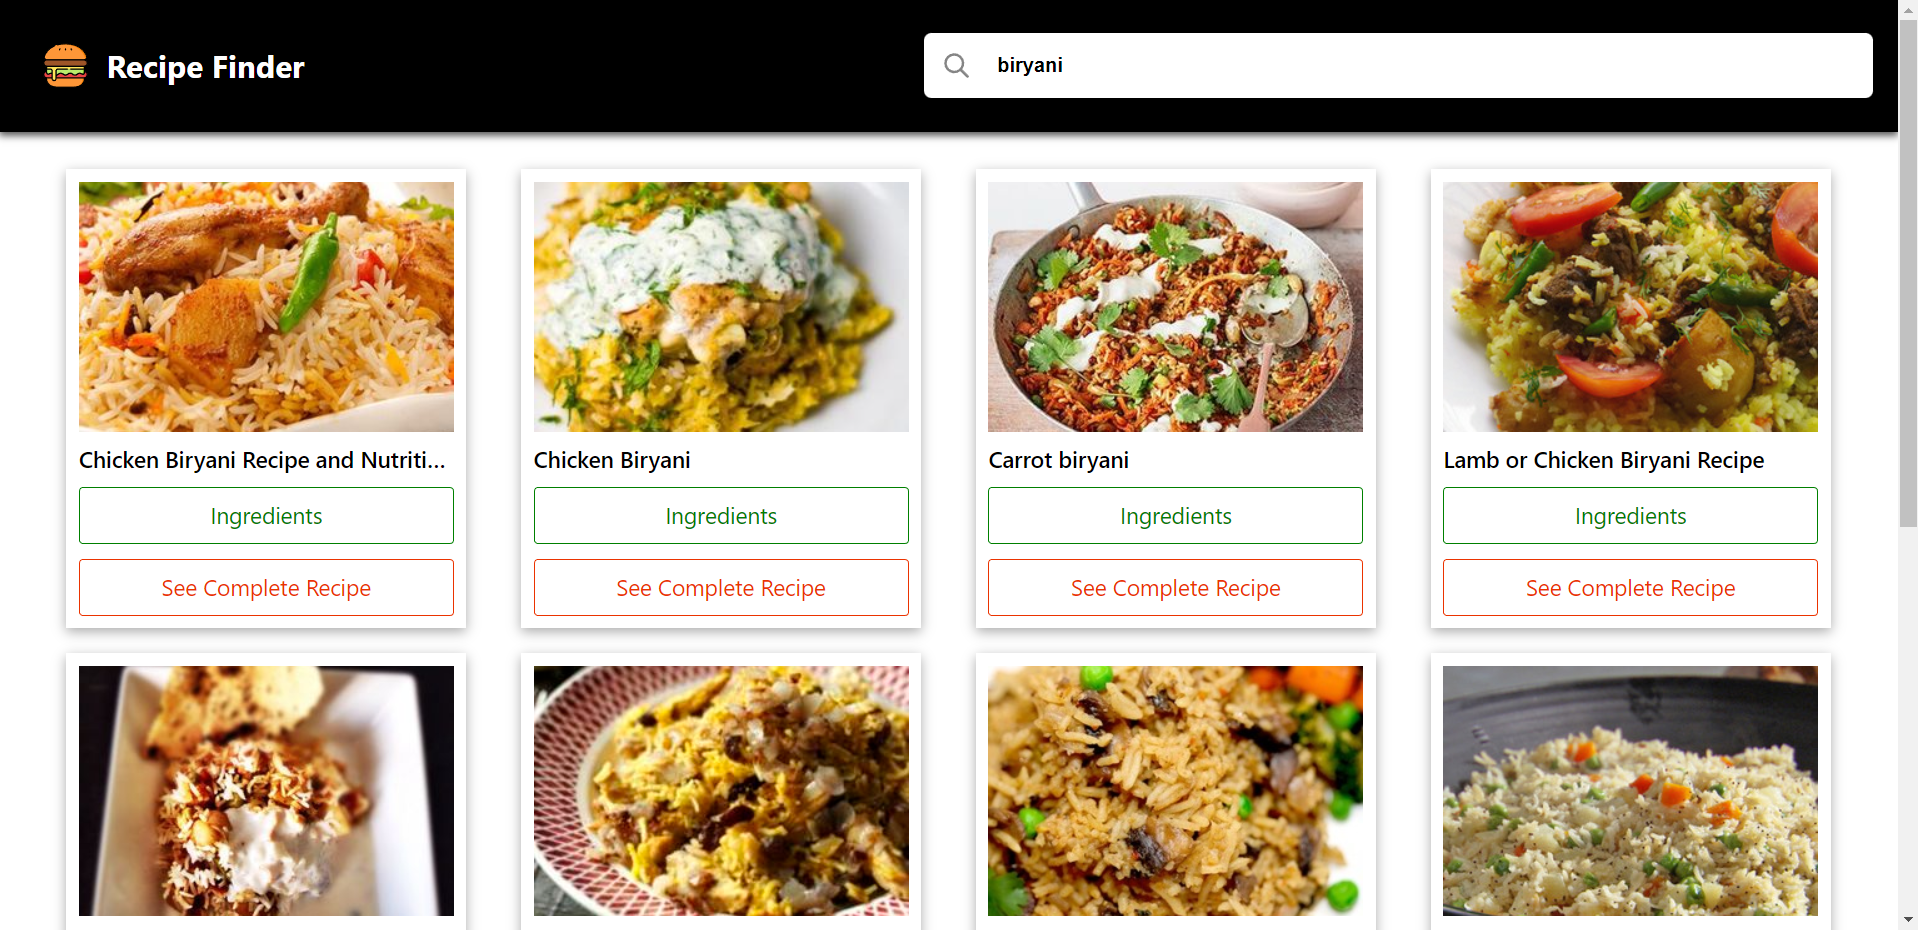 Recipe Finder
biryani
Chicken Biryani Recipe and Nutriti...
Chicken Biryani
Carrot biryani
Lamb or Chicken Biryani Recipe
Ingredients
Ingredients
Ingredients
Ingredients
See Complete Recipe
See Complete Recipe
See Complete Recipe
See Complete Recipe